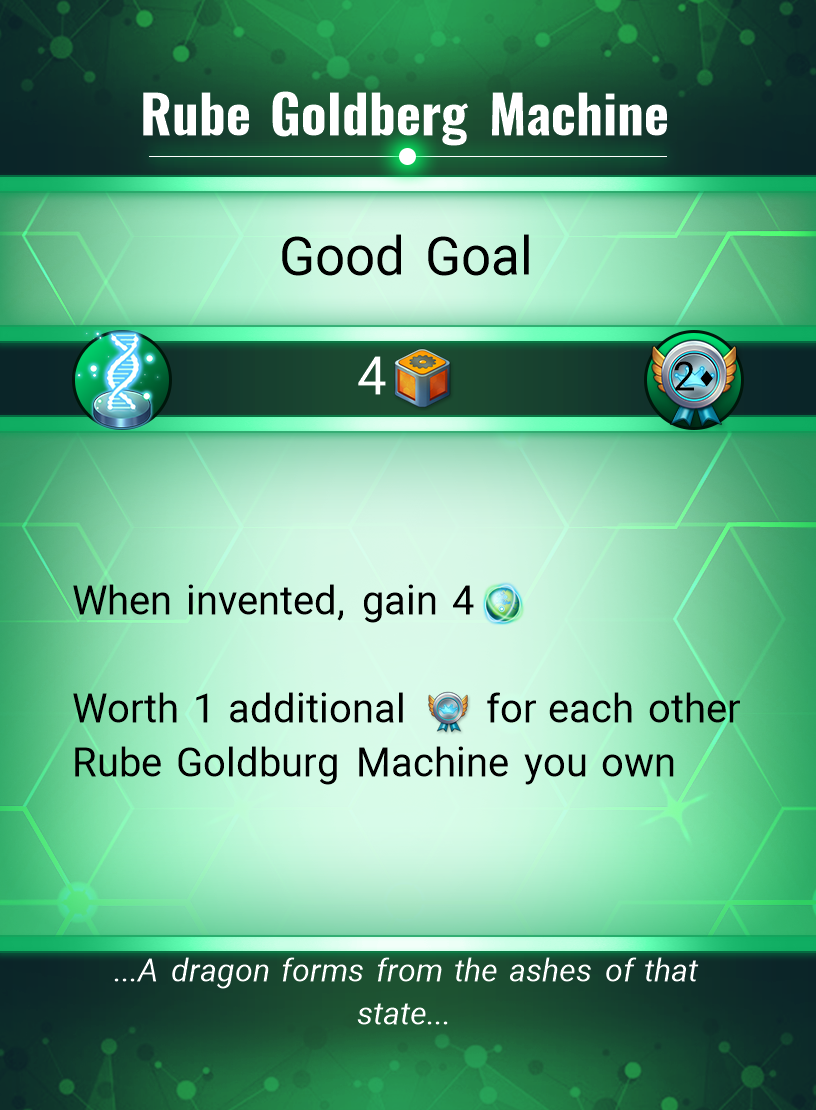 Rube Goldberg Machine
Good Goal
4
2♦
When invented, gain 4
Worth 1 additional for each other
Rube Goldburg Machine you own
...A dragon forms from the ashes of that
state...